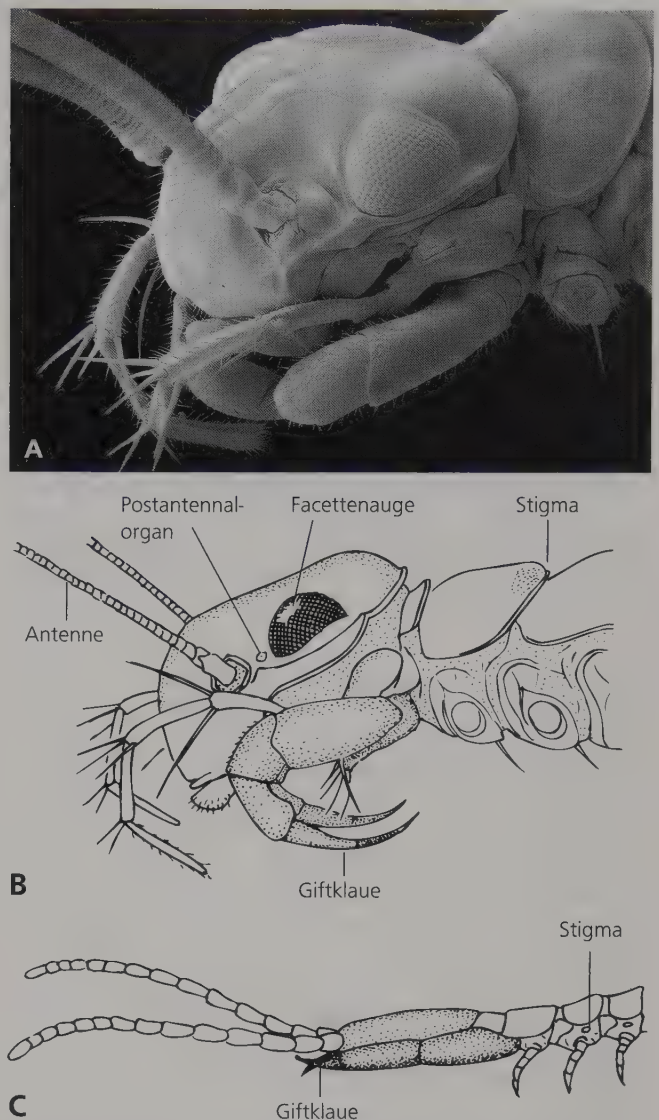 A
Postantennal-
organ
Facettenauge
Stigma
Antenne
Giftklaue
B
Stigma
Giftklaue
C